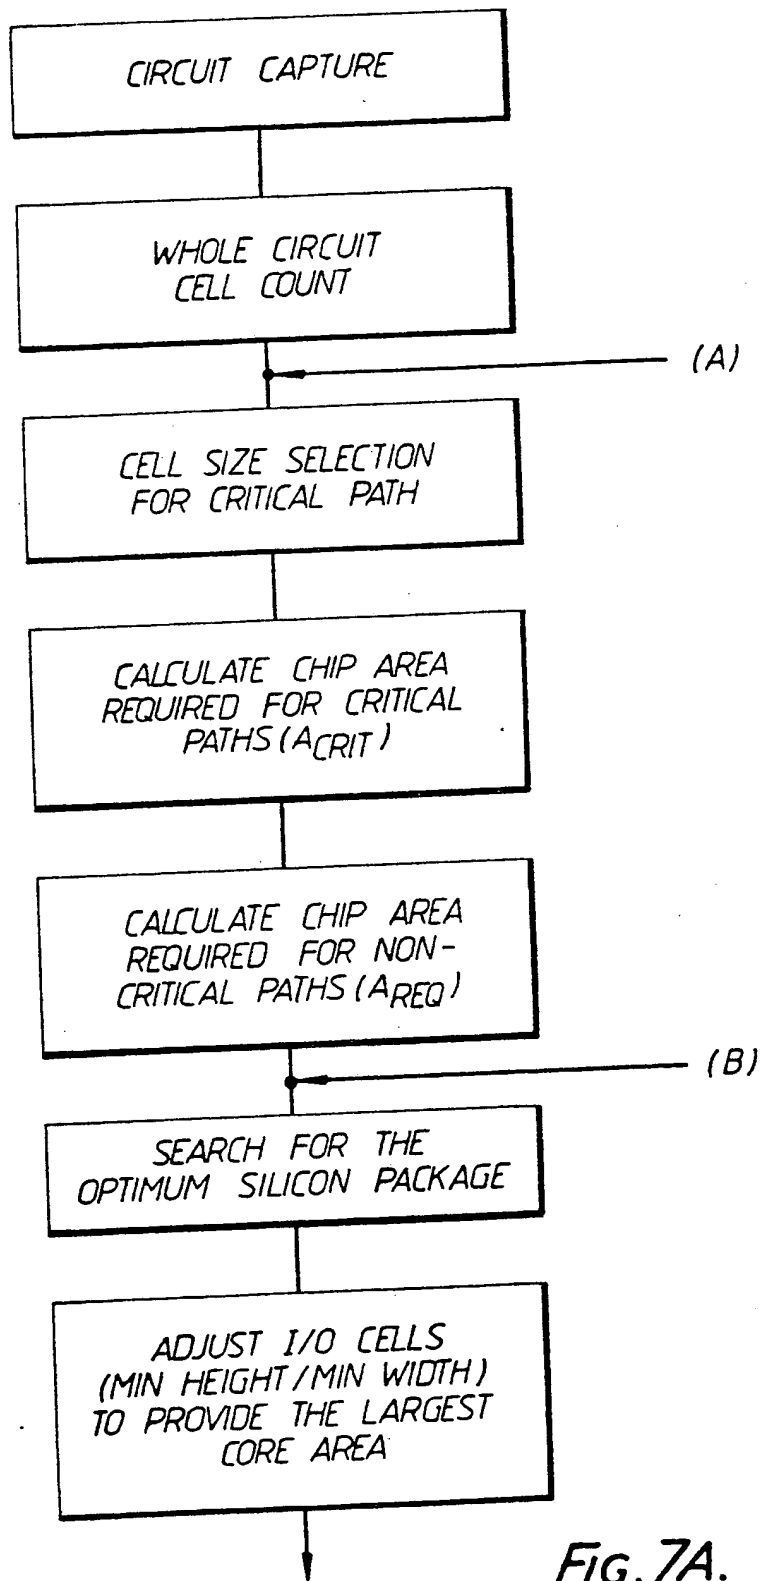 CIRCUIT CAPTURE
WHOLE CIRCUIT
CELL COUNT
(A)
CELL SIZE SELECTION
FOR CRITICAL PATH
CALCULATE CHIP AREA
REQUIRED FOR CRITICAL
PATHS (ACRIT)
CALCULATE CHIP AREA
REQUIRED FOR NON-
CRITICAL PATHS (AREQ)
(B)
SEARCH FOR THE
OPTIMUM SILICON PACKAGE
ADJUST I/O CELLS
(MIN HEIGHT/MIN WIDTH)
TO PROVIDE THE LARGEST
CORE AREA
FIG. 7A.